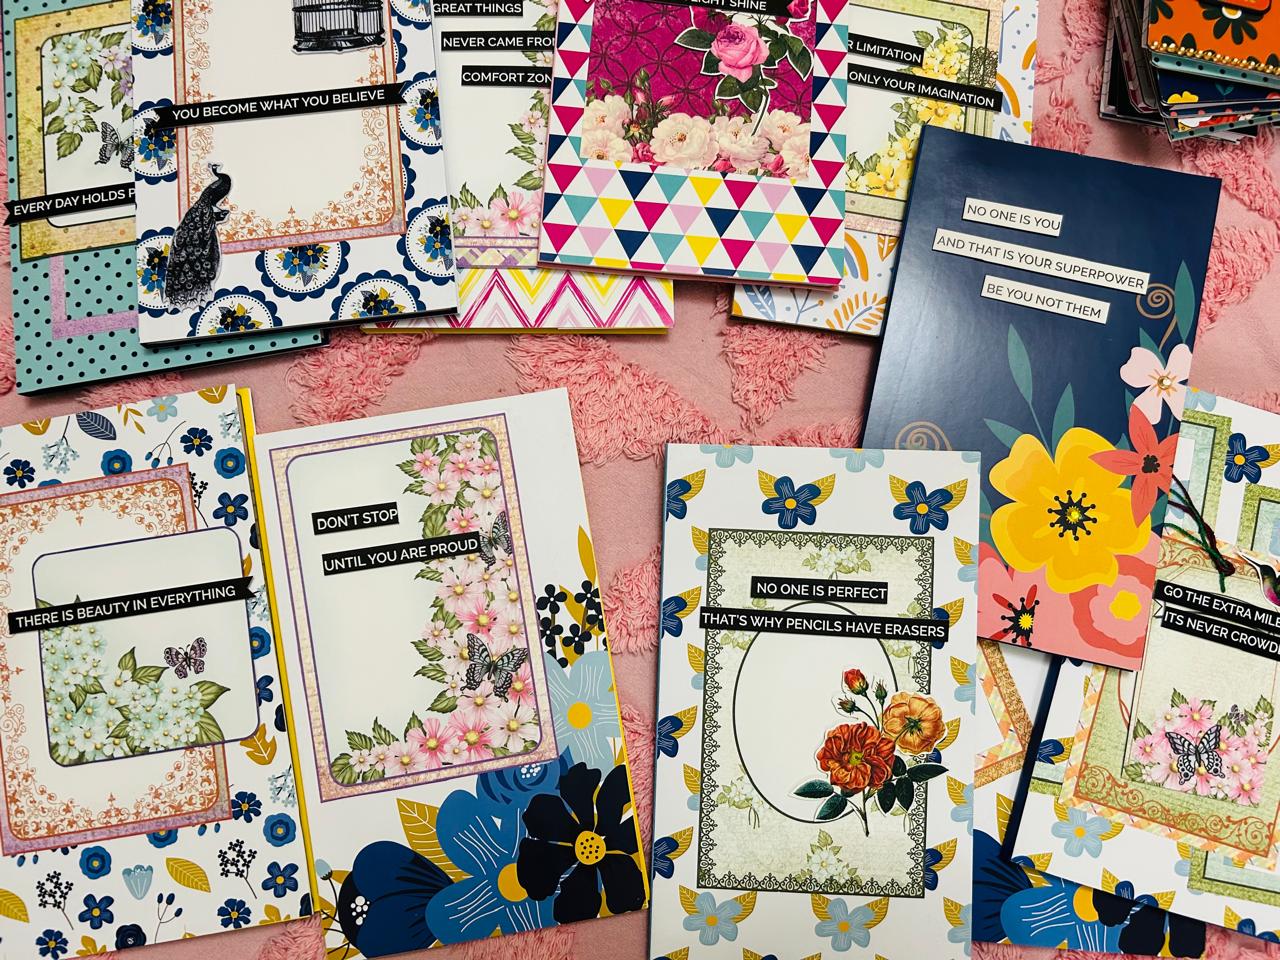 EVERY DAY HOLDS
YOU BECOME WHAT YOU BELIEVE
GREAT THINGS
NEVER CAME FROM
COMFORT ZON
LIGHT SHINE
LIMITATION
ONLY YOUR IMAGINATION
NO ONE IS YOU
AND THAT IS YOUR SUPERPOWER
BE YOU NOT THEM
THERE IS BEAUTY IN EVERYTHING
DON'T STOP
UNTIL YOU ARE PROUD
NO ONE IS PERFECT
THAT'S WHY PENCILS HAVE ERASERS
GO THE EXTRA MILE
ITS NEVER CROWDE